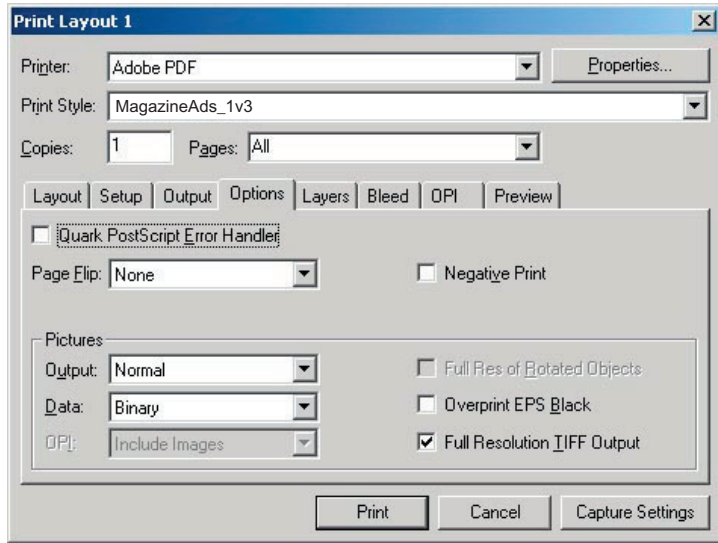 Print Layout 1
Printer: Adobe PDF Properties...
Print Style: MagazineAds_1v3
Copies: 1 Pages: All
Layout Setup Output Options Layers Bleed OPI Preview
Quark PostScript Error Handler
Page Flip: None Negative Print
Pictures
Output: Normal Full Res of Rotated Objects
Data: Binary Overprint EPS Black
OPI: Include Images Full Resolution TIFF Output
Print Cancel Capture Settings